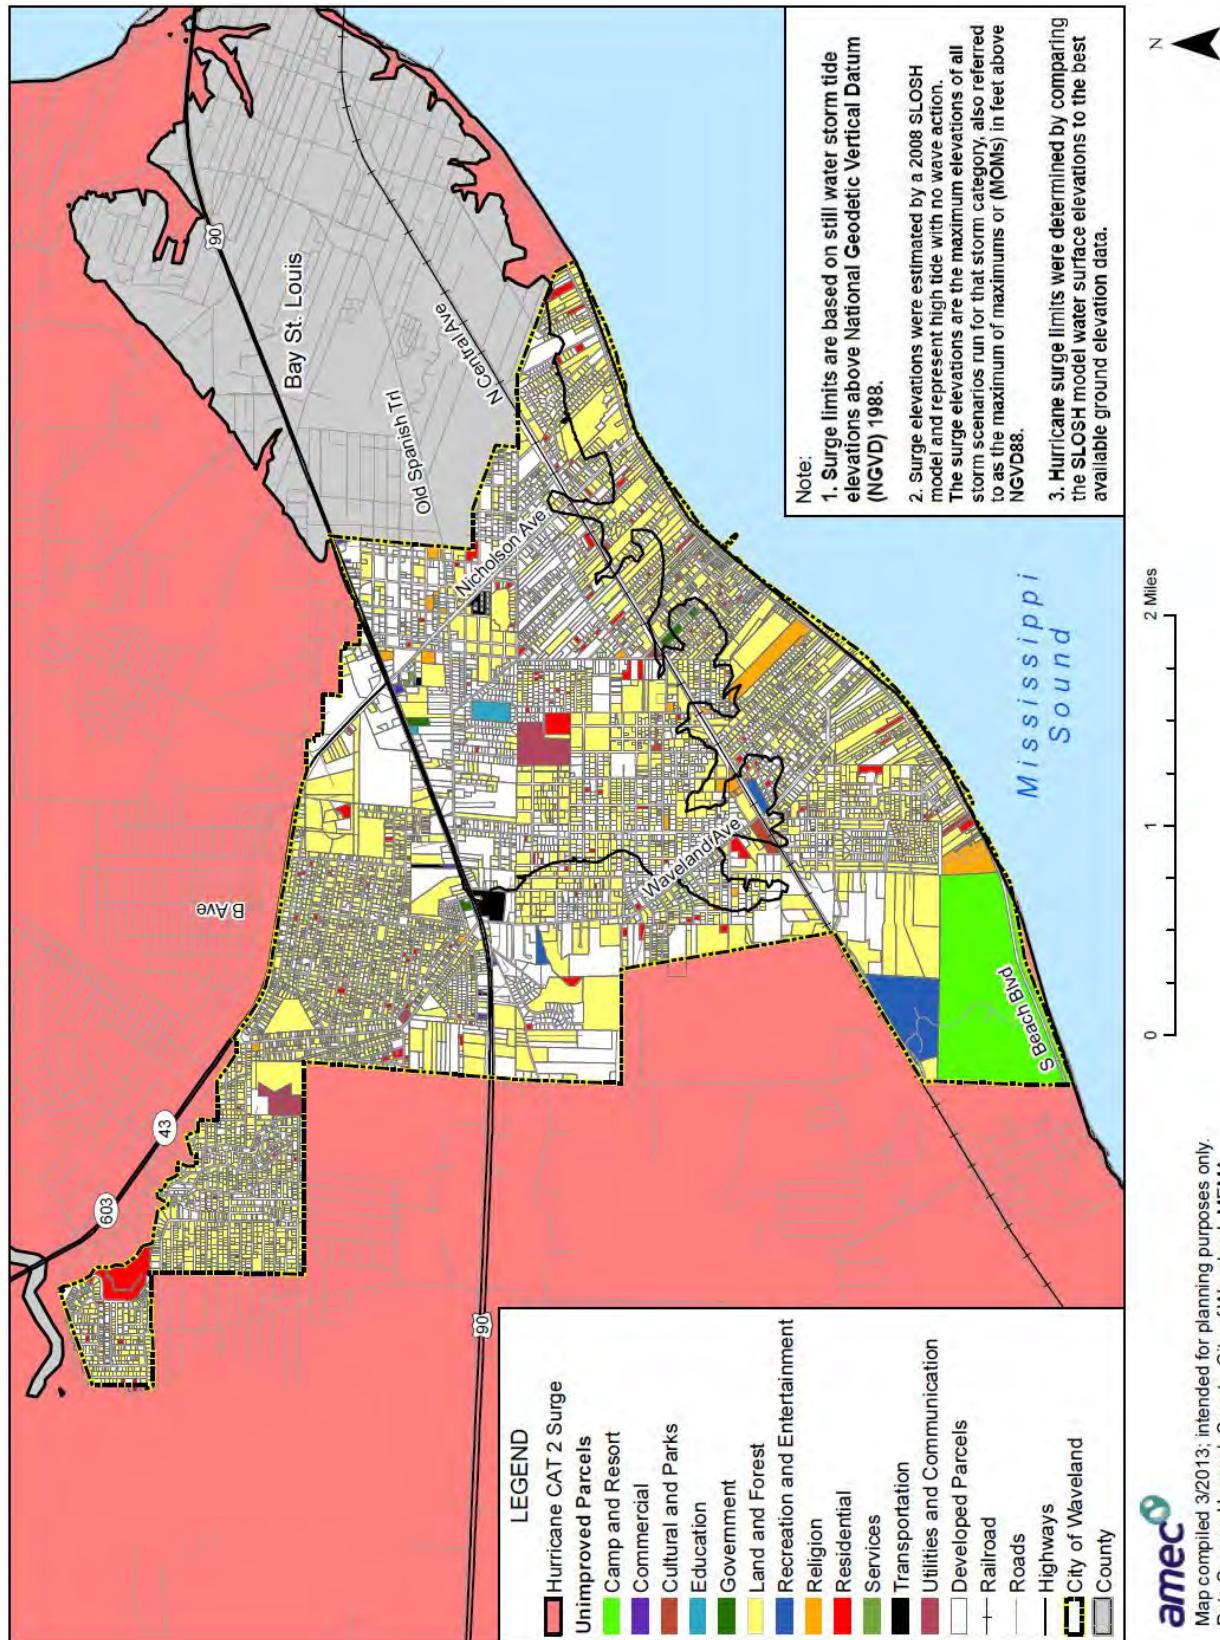 Bay St. Louis
90
Old Spanish Trl
N Central Ave
Nicholson Ave
B Ave
Waveland Ave
43
603
90
S Beach Blvd
Mississippi
Sound
Note:
1. Surge limits are based on still water storm tide
elevations above National Geodetic Vertical Datum
(NGVD) 1988.
2. Surge elevations were estimated by a 2008 SLOSH
model and represent high tide with no wave action.
The surge elevations are the maximum elevations of all
storm scenarios run for that storm category, also referred
to as the maximum of maximums or (MOMs) in feet above
NGVD88.
3. Hurricane surge limits were determined by comparing
the SLOSH model water surface elevations to the best
available ground elevation data.
LEGEND
Hurricane CAT 2 Surge
Unimproved Parcels
Camp and Resort
Commercial
Cultural and Parks
Education
Government
Land and Forest
Recreation and Entertainment
Religion
Residential
Services
Transportation
Utilities and Communication
Developed Parcels
Railroad
Roads
Highways
City of Waveland
County
N
0 1 2 Miles
amec
Map compiled 3/2013; intended for planning purposes only.